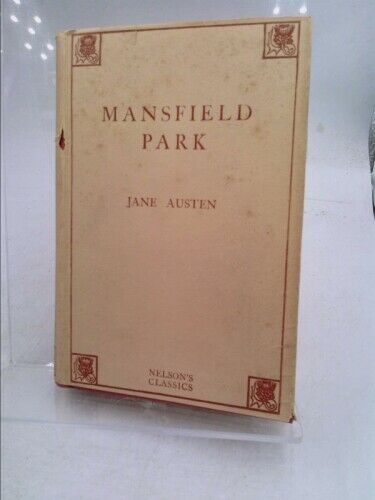 MANSFIELD
PARK
JANE AUSTEN
NELSON'S
CLASSICS